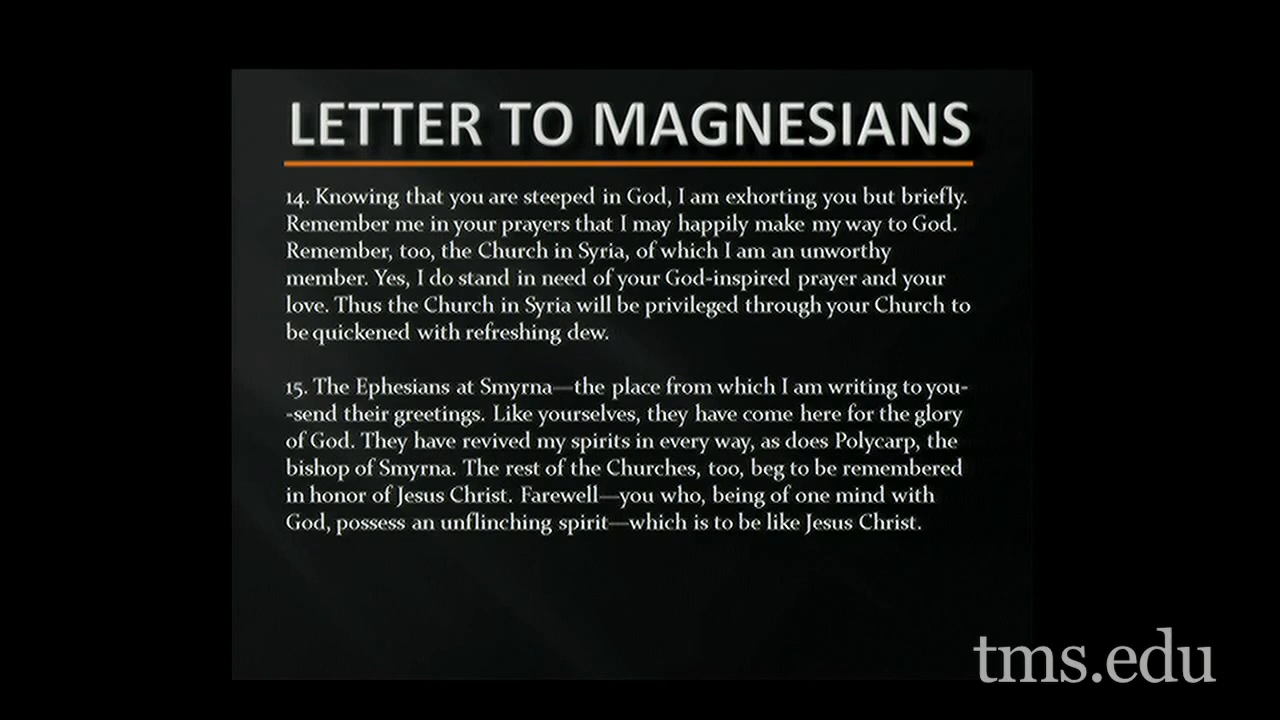 LETTER TO MAGNESIANS
14. Knowing that you are steeped in God, I am exhorting you but briefly.
Remember me in your prayers that I may happily make my way to God.
Remember, too, the Church in Syria, of which I am an unworthy
member. Yes, I do stand in need of your God-inspired prayer and your
love. Thus the Church in Syria will be privileged through your Church to
be quickened with refreshing dew.
15. The Ephesians at Smyrna—the place from which I am writing to you-
-send their greetings. Like yourselves, they have come here for the glory
of God. They have revived my spirits in every way, as does Polycarp, the
bishop of Smyrna. The rest of the Churches, too, beg to be remembered
in honor of Jesus Christ. Farewell—you who, being of one mind with
God, possess an unflinching spirit—which is to be like Jesus Christ.
tms.edu